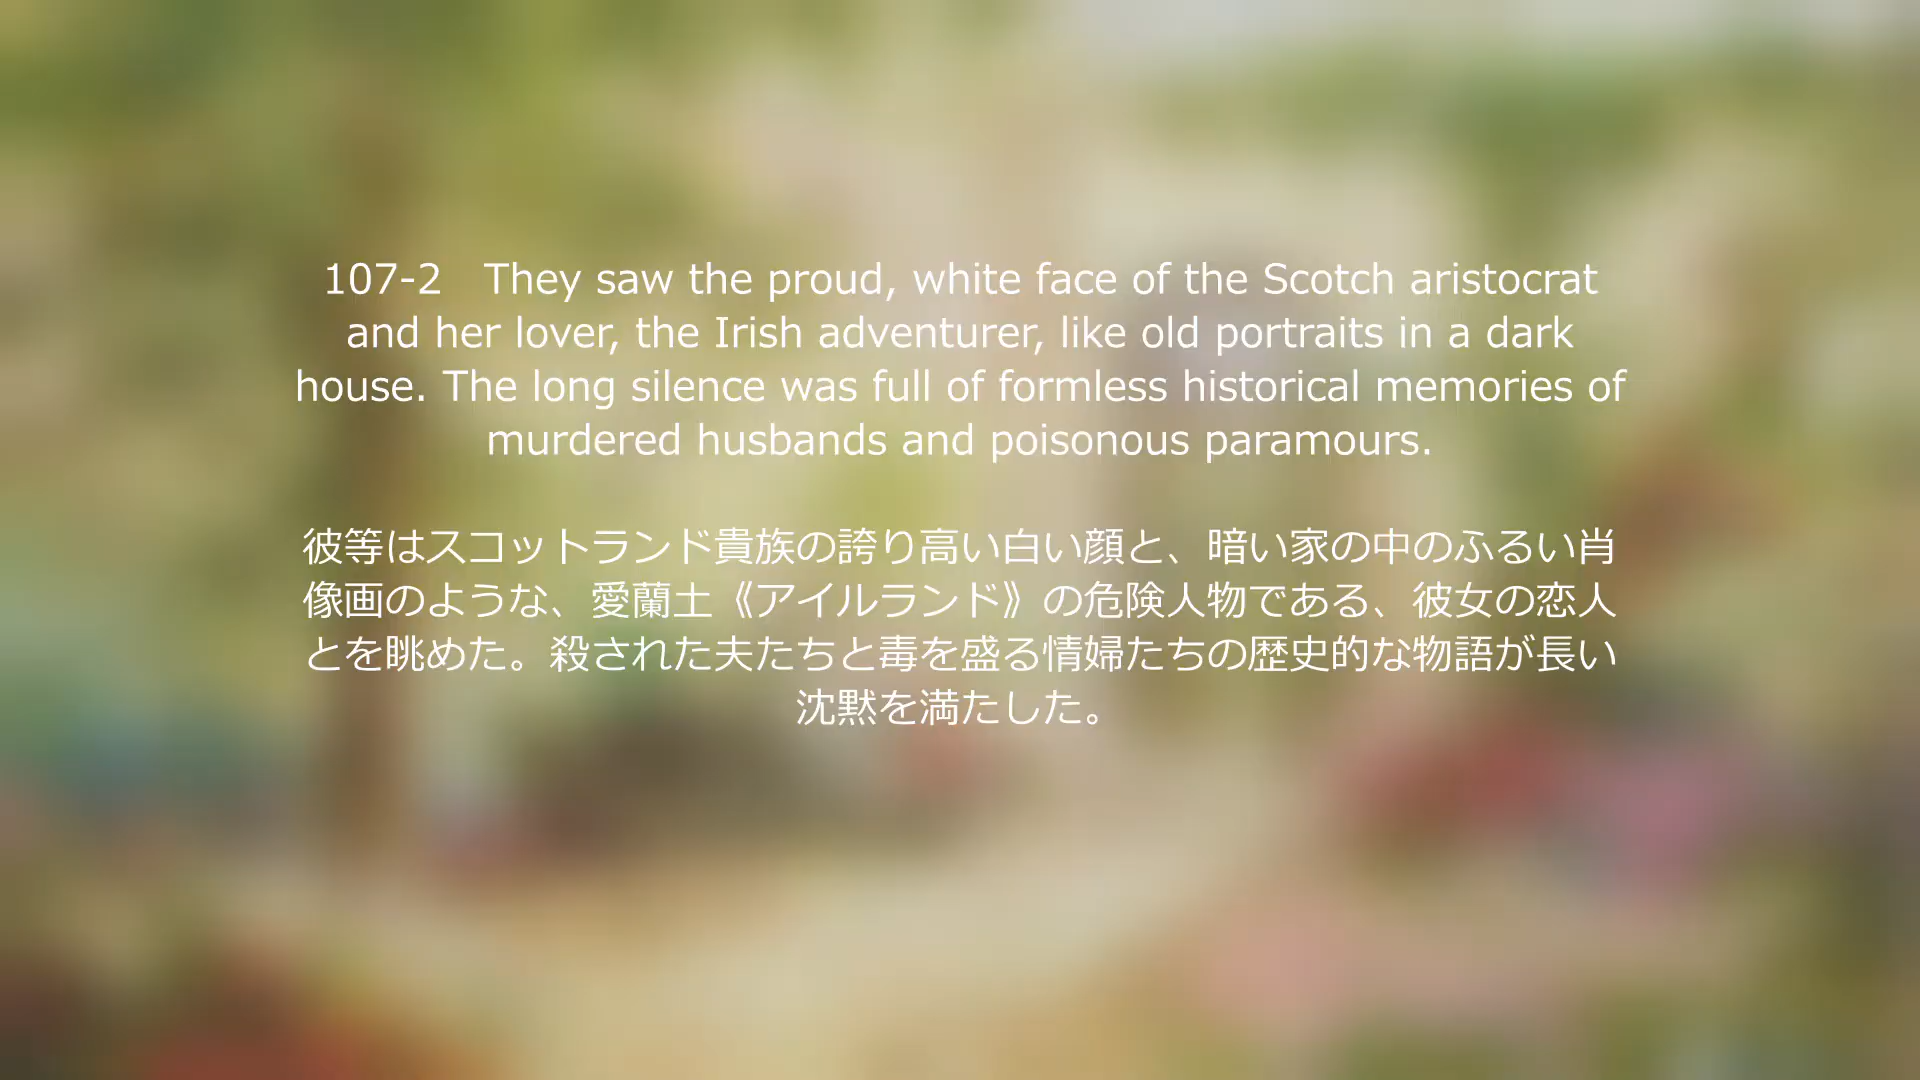 107-2　They saw the proud, white face of the Scotch aristocrat
and her lover, the Irish adventurer, like old portraits in a dark
house. The long silence was full of formless historical memories of
murdered husbands and poisonous paramours.
彼等はスコットランド貴族の誇り高い白い顔と、暗い家の中のふるい肖
像画のような、愛蘭土《アイルランド》の危険人物である、彼女の恋人
とを眺めた。殺された夫たちと毒を盛る情婦たちの歴史的な物語が長い
沈黙を満たした。